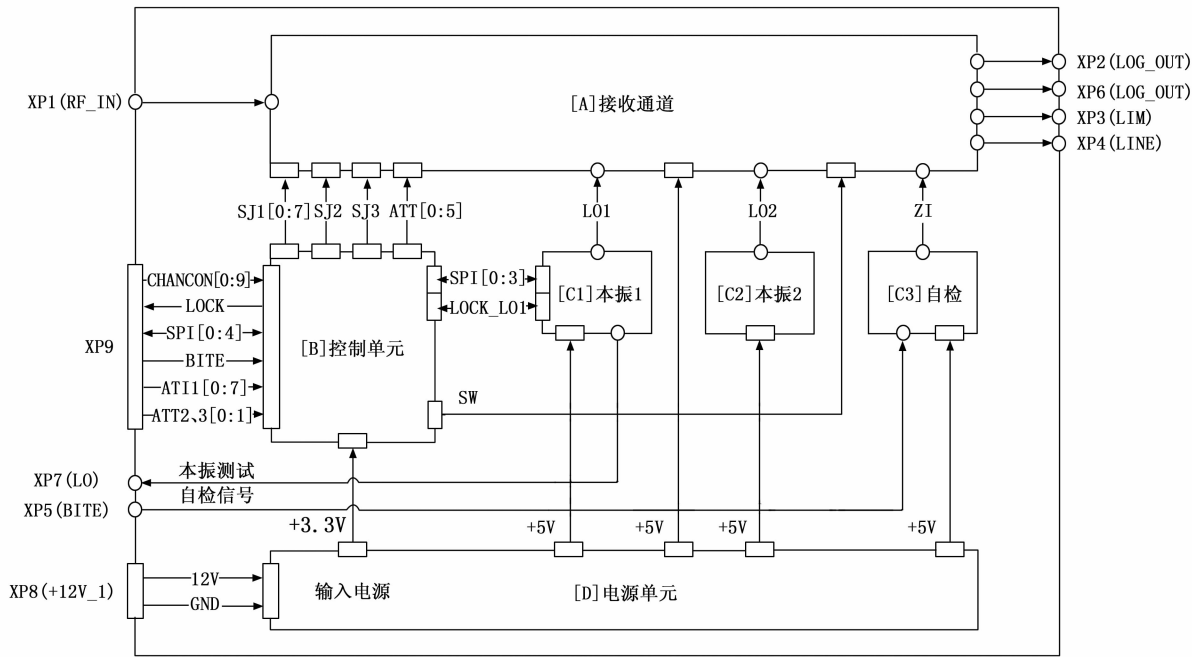 XP2(LOG_OUT)
XP1(RF_IN)
[A]接收通道
XP6(LOG_OUT)
XP3(LIM)
XP4(LINE)
SJ1[0:7]
SJ2
SJ3
ATT[0:5]
LO1
LO2
ZI
CHANCON[0:9]
LOCK
SPI[0:4]
BITE
ATI1[0:7]
ATT2、3[0:1]
XP9
[B]控制单元
SPI[0:3]
LOCK_LO1
[C1]本振1
[C2]本振2
[C3]自检
SW
XP7(LO)
本振测试
自检信号
XP5(BITE)
+3.3V
+5V
+5V
+5V
+5V
XP8(+12V_1)
12V
GND
输入电源
[D]电源单元